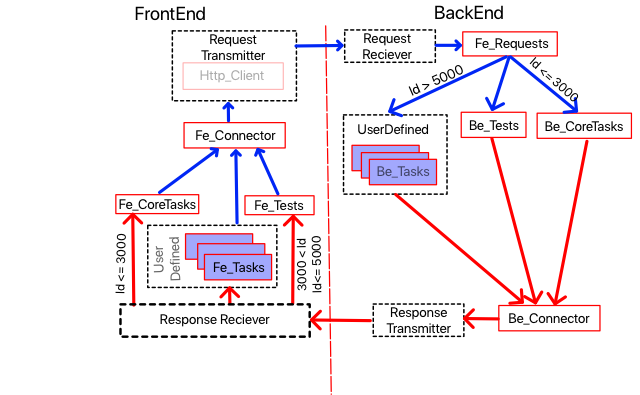 FrontEnd
BackEnd
Request
Transmitter
Http_Client
Request
Reciever
Fe_Requests
Id > 5000
Id <= 3000
UserDefined
Be_Tasks
Be_Tests
Be_CoreTasks
Fe_Connector
Fe_CoreTasks
Fe_Tests
User
Defined
Fe_Tasks
Id <= 3000
3000 < Id
Id<= 5000
Response Reciever
Response
Transmitter
Be_Connector